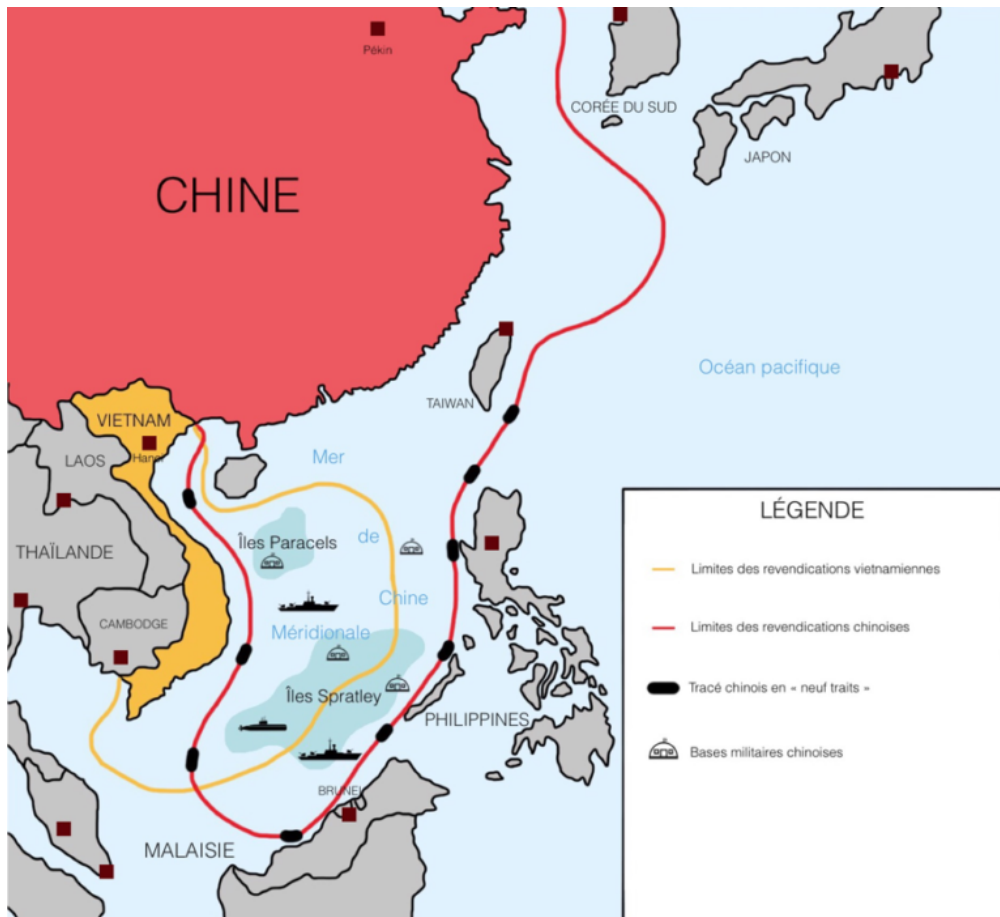 Pékin
CORÉE DU SUD
JAPON
CHINE
Océan pacifique
TAIWAN
VIETNAM
Hanoï
LAOS
Mer
de
Chine
Méridionale
Îles Paracels
THAÏLANDE
CAMBODGE
Îles Spratley
PHILIPPINES
BRUNEI
MALAISIE
LÉGENDE
Limites des revendications vietnamiennes
Limites des revendications chinoises
Tracé chinois en « neuf traits »
Bases militaires chinoises